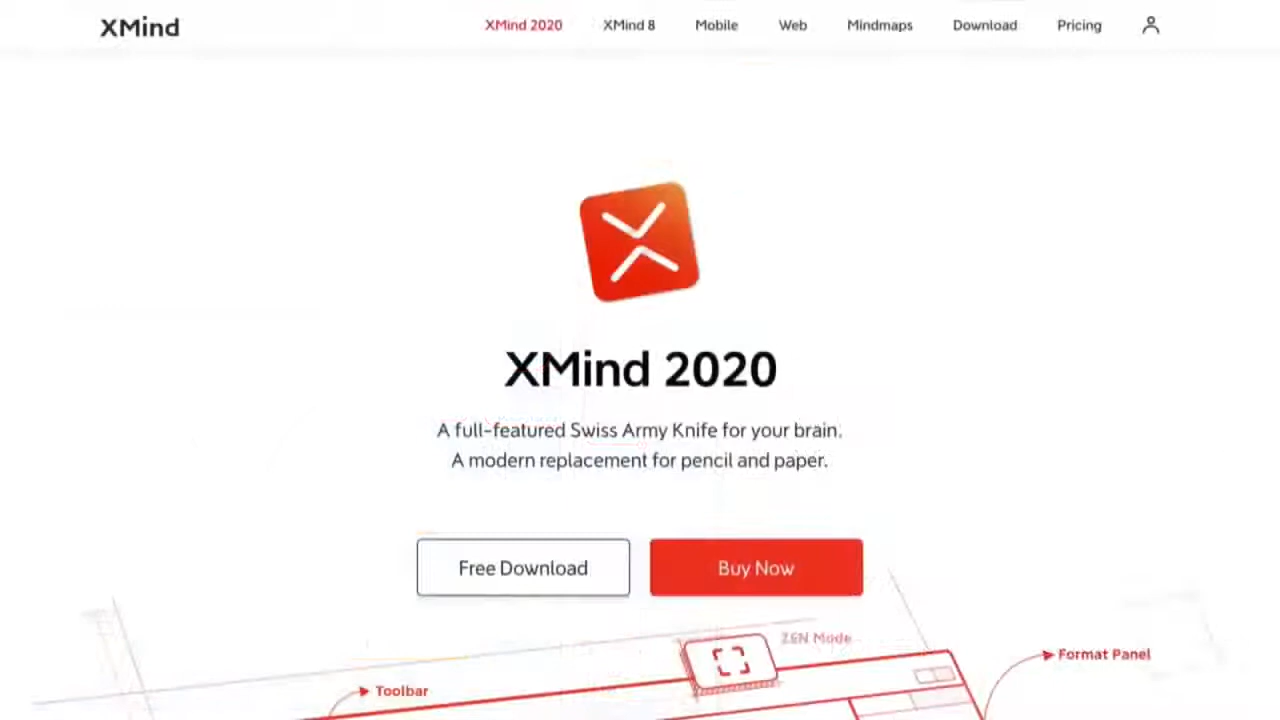 XMind
XMind 2020
XMind 8
Mobile
Web
Mindmaps
Download
Pricing
XMind 2020
A full-featured Swiss Army Knife for your brain.
A modern replacement for pencil and paper.
Free Download
Buy Now
ZEN Mode
Format Panel
Toolbar